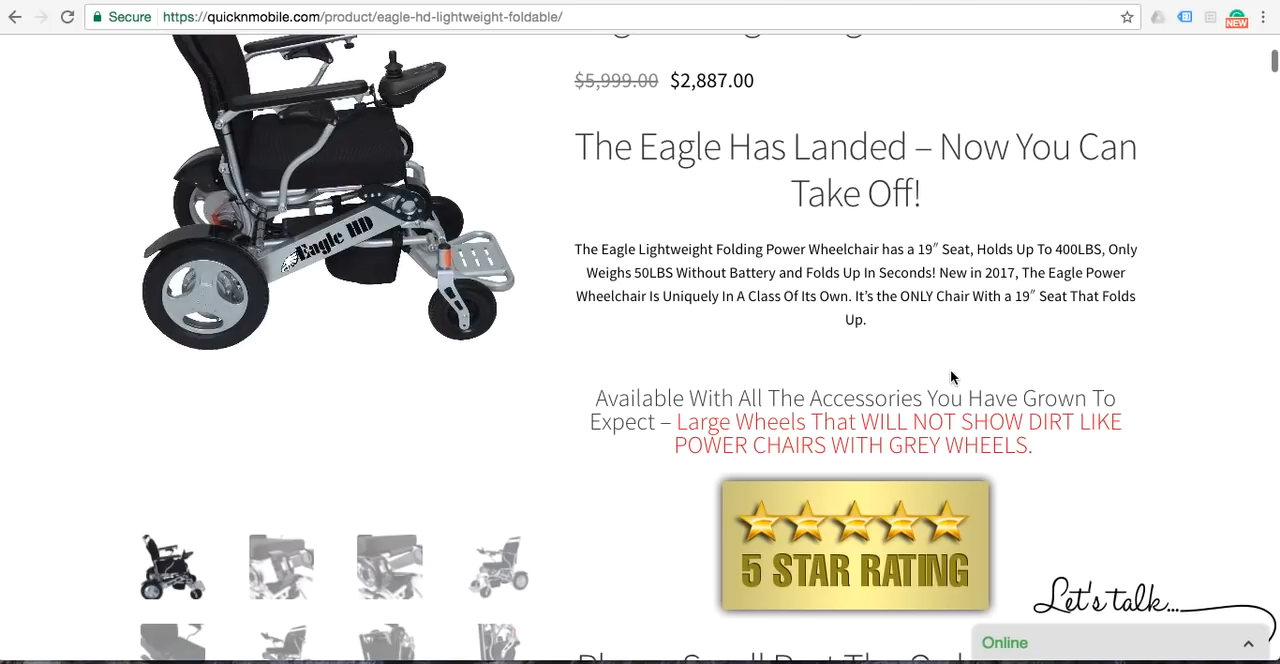 Secure
https://quicknmobile.com/product/eagle-hd-lightweight-foldable/
NEW
$5,999.00 $2,887.00
The Eagle Has Landed – Now You Can
Take Off!
The Eagle Lightweight Folding Power Wheelchair has a 19″ Seat, Holds Up To 400LBS, Only
Weighs 50LBS Without Battery and Folds Up In Seconds! New in 2017, The Eagle Power
Wheelchair Is Uniquely In A Class Of Its Own. It’s the ONLY Chair With a 19″ Seat That Folds
Up.
Eagle HD
Available With All The Accessories You Have Grown To
Expect – Large Wheels That WILL NOT SHOW DIRT LIKE
POWER CHAIRS WITH GREY WHEELS.
5 STAR RATING
Let's talk...
Online